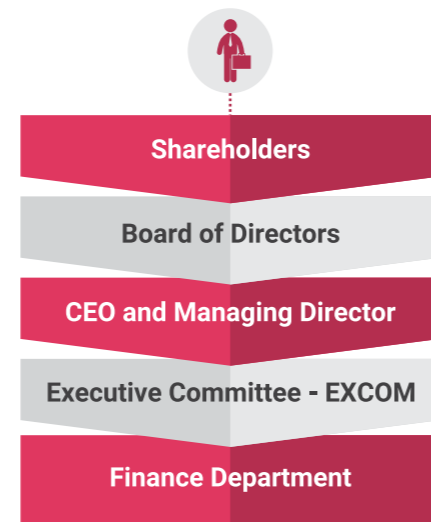 Shareholders
Board of Directors
CEO and Managing Director
Executive Committee - EXCOM
Finance Department